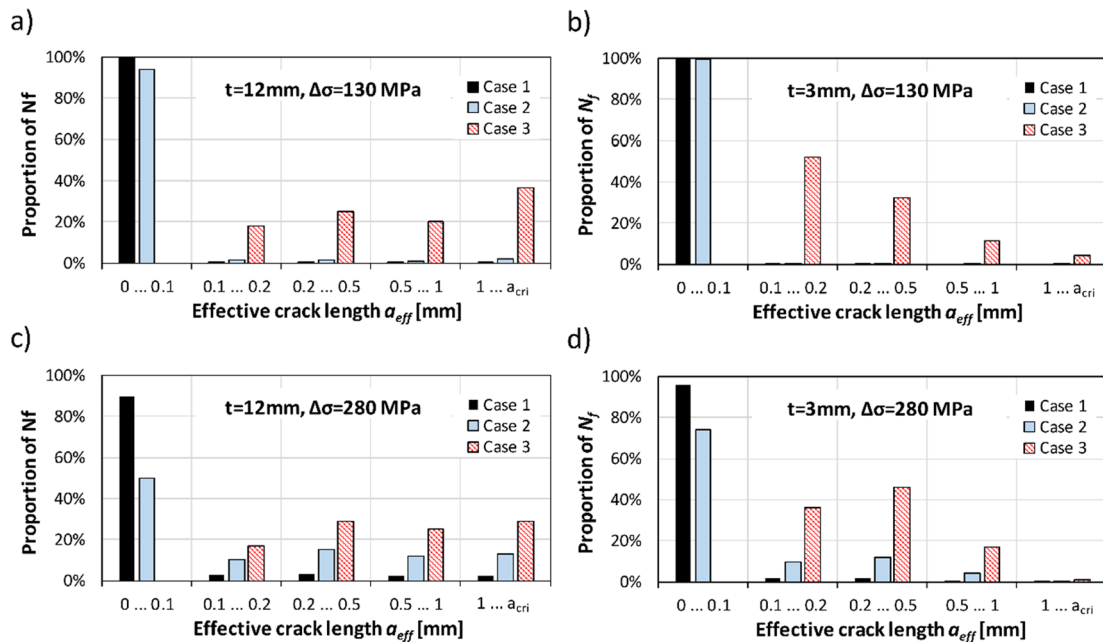 a)
100%
80%
60%
40%
20%
0%
Proportion of Nf
t=12mm, Δσ=130 MPa
Case 1
Case 2
Case 3
0 ... 0.1
0.1 ... 0.2
0.2 ... 0.5
0.5 ... 1
1 ... acri
Effective crack length aeff [mm]
b)
100%
80%
60%
40%
20%
0%
Proportion of Nf
t=3mm, Δσ=130 MPa
Case 1
Case 2
Case 3
0 ... 0.1
0.1 ... 0.2
0.2 ... 0.5
0.5 ... 1
1 ... acri
Effective crack length aeff [mm]
c)
100%
80%
60%
40%
20%
0%
Proportion of Nf
t=12mm, Δσ=280 MPa
Case 1
Case 2
Case 3
0 ... 0.1
0.1 ... 0.2
0.2 ... 0.5
0.5 ... 1
1 ... acri
Effective crack length aeff [mm]
d)
100%
80%
60%
40%
20%
0%
Proportion of Nf
t=3mm, Δσ=280 MPa
Case 1
Case 2
Case 3
0 ... 0.1
0.1 ... 0.2
0.2 ... 0.5
0.5 ... 1
1 ... acri
Effective crack length aeff [mm]